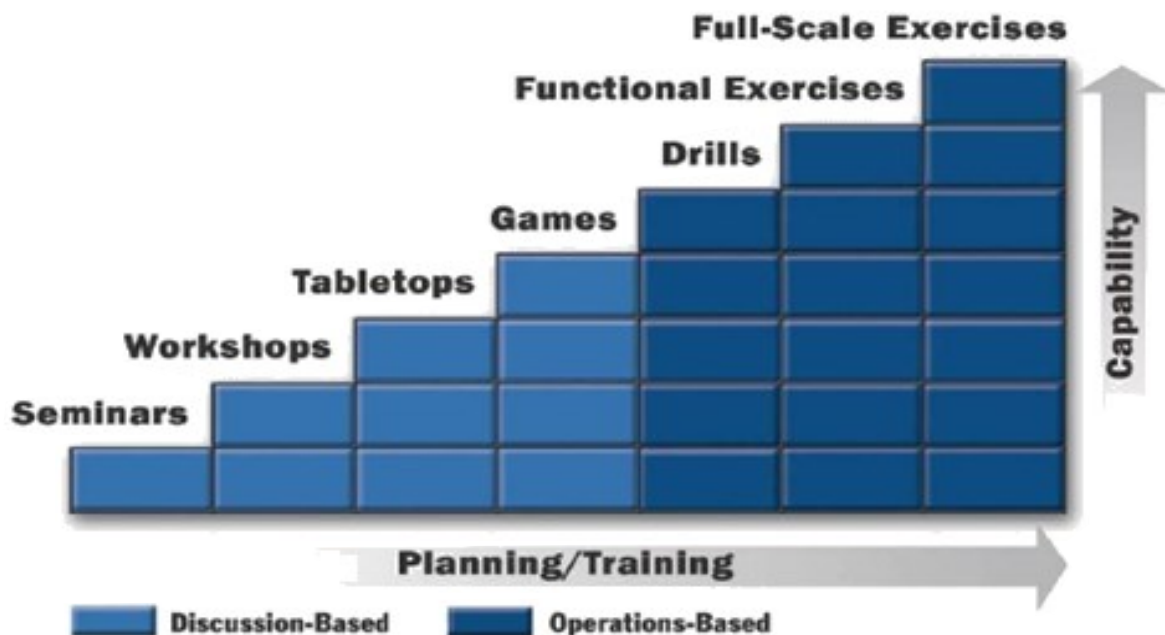 Full-Scale Exercises
Functional Exercises
Drills
Games
Tabletops
Workshops
Seminars
Capability
Planning/Training
Discussion-Based
Operations-Based